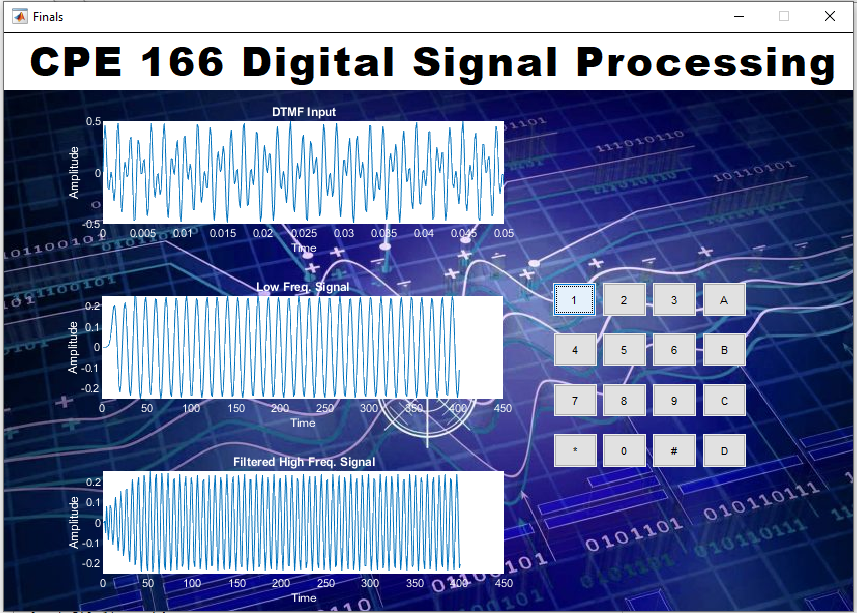 Finals
CPE 166 Digital Signal Processing
DTMF Input
Amplitude
0.5
0
-0.5
0 0.005 0.01 0.015 0.02 0.025 0.03 0.035 0.04 0.045 0.05
Time
Low Freq. Signal
Amplitude
0.2
0.1
0
-0.1
-0.2
0 50 100 150 200 250 300 350 400 450
Time
Filtered High Freq. Signal
Amplitude
0.2
0.1
0
-0.1
-0.2
0 50 100 150 200 250 300 350 400 450
Time
1 2 3 A
4 5 6 B
7 8 9 C
* 0 # D
111010110
10110101
0101101
010110111